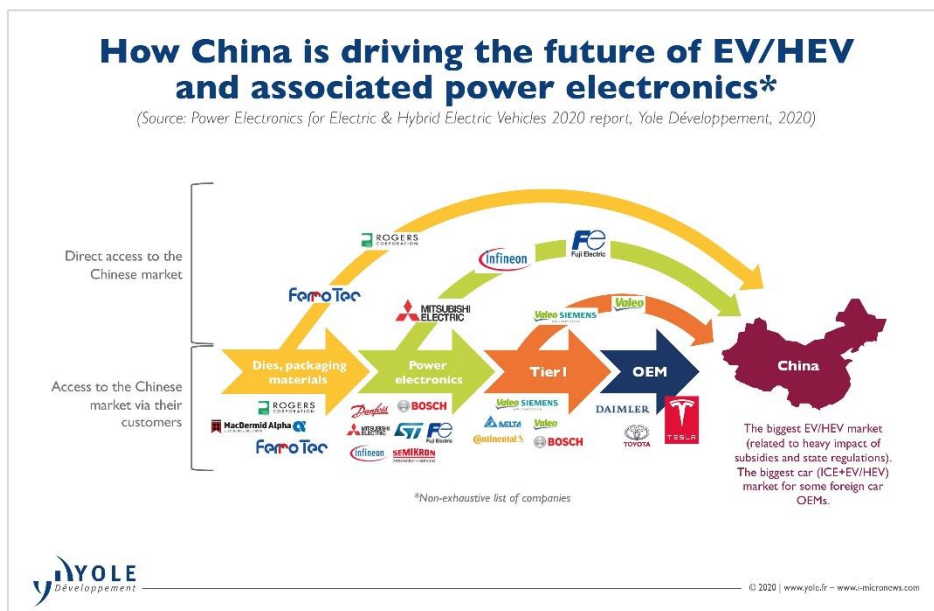 How China is driving the future of EV/HEV
and associated power electronics*
(Source: Power Electronics for Electric & Hybrid Electric Vehicles 2020 report, Yole Développement, 2020)
Direct access to the
Chinese market
ROGERS
CORPORATION
FerroTec
infineon
Fe
Fuji Electric
MITSUBISHI
ELECTRIC
Valeo SIEMENS
Valeo
Access to the Chinese
market via their
customers
Dies, packaging
materials
Power
electronics
Tier1
OEM
China
ROGERS
CORPORATION
MacDermid Alpha
FerroTec
Danfoss
BOSCH
MITSUBISHI
ELECTRIC
ST
Fe
Fuji Electric
infineon
SEMIKRON
Valeo SIEMENS
DELTA
Valeo
Continental
BOSCH
DAIMLER
TOYOTA
TESLA
The biggest EV/HEV market
(related to heavy impact of
subsidies and state regulations).
The biggest car (ICE+EV/HEV)
market for some foreign car
OEMs.
*Non-exhaustive list of companies
YOLE
Développement
© 2020 | www.yole.fr – www.i-micronews.com